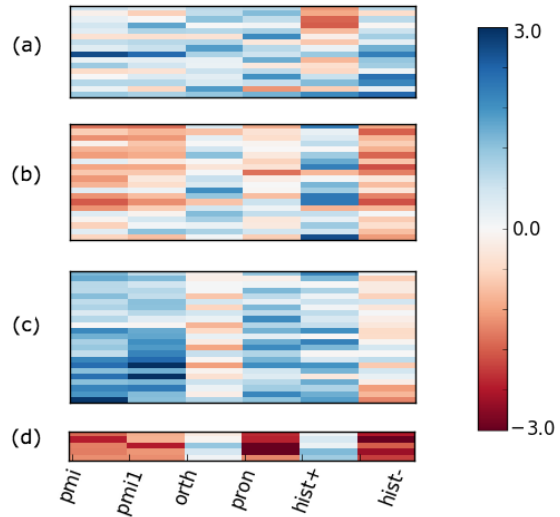 (a)
(b)
(c)
(d)
3.0
0.0
−3.0
pmi
pmi1
orth
pron
hist+
hist-